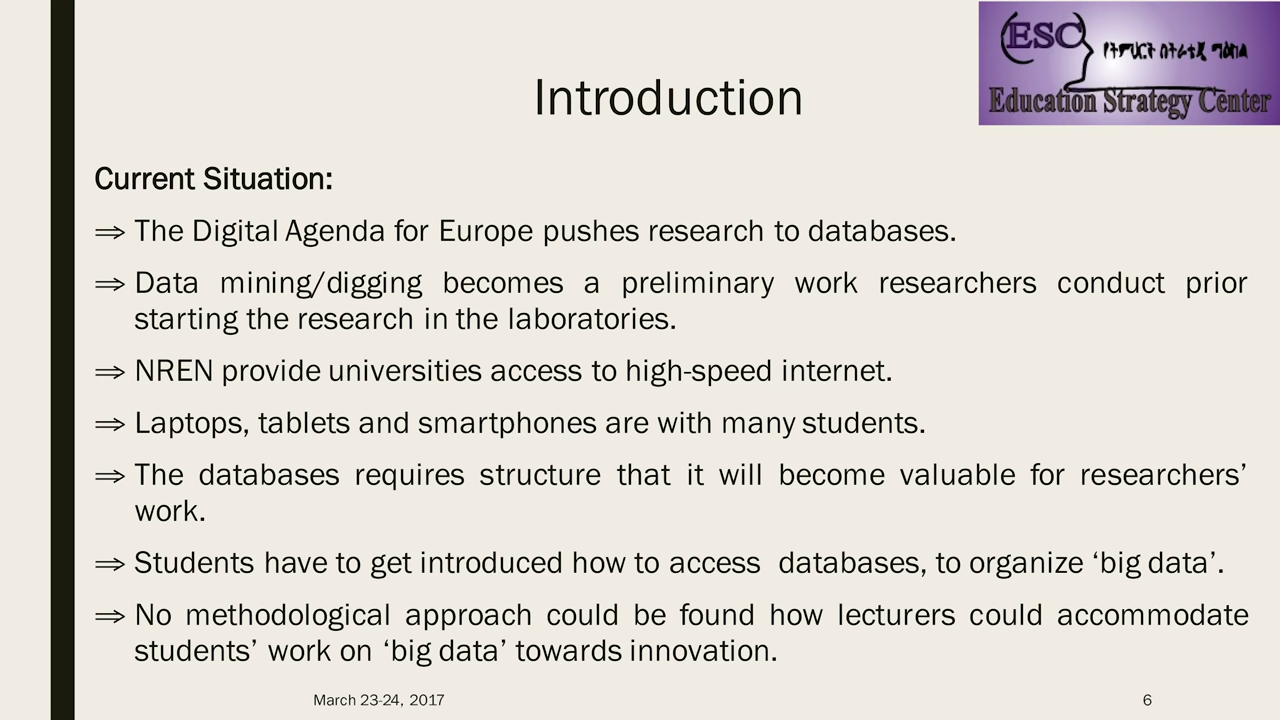 ESC
የትምህርት ስትራቴጂ ማዕከል
Education Strategy Center
Introduction
Current Situation:
⇒ The Digital Agenda for Europe pushes research to databases.
⇒ Data mining/digging becomes a preliminary work researchers conduct prior
starting the research in the laboratories.
⇒ NREN provide universities access to high-speed internet.
⇒ Laptops, tablets and smartphones are with many students.
⇒ The databases requires structure that it will become valuable for researchers’
work.
⇒ Students have to get introduced how to access  databases, to organize ‘big data’.
⇒ No methodological approach could be found how lecturers could accommodate
students’ work on ‘big data’ towards innovation.
March 23-24, 2017
6